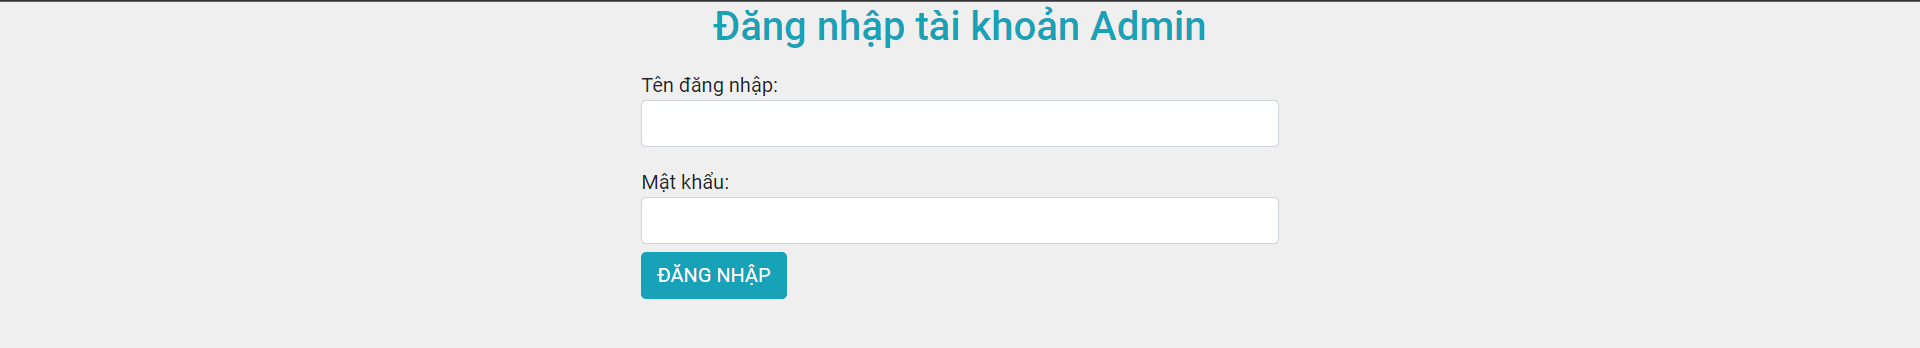 Đăng nhập tài khoản Admin
Tên đăng nhập:
Mật khẩu:
ĐĂNG NHẬP